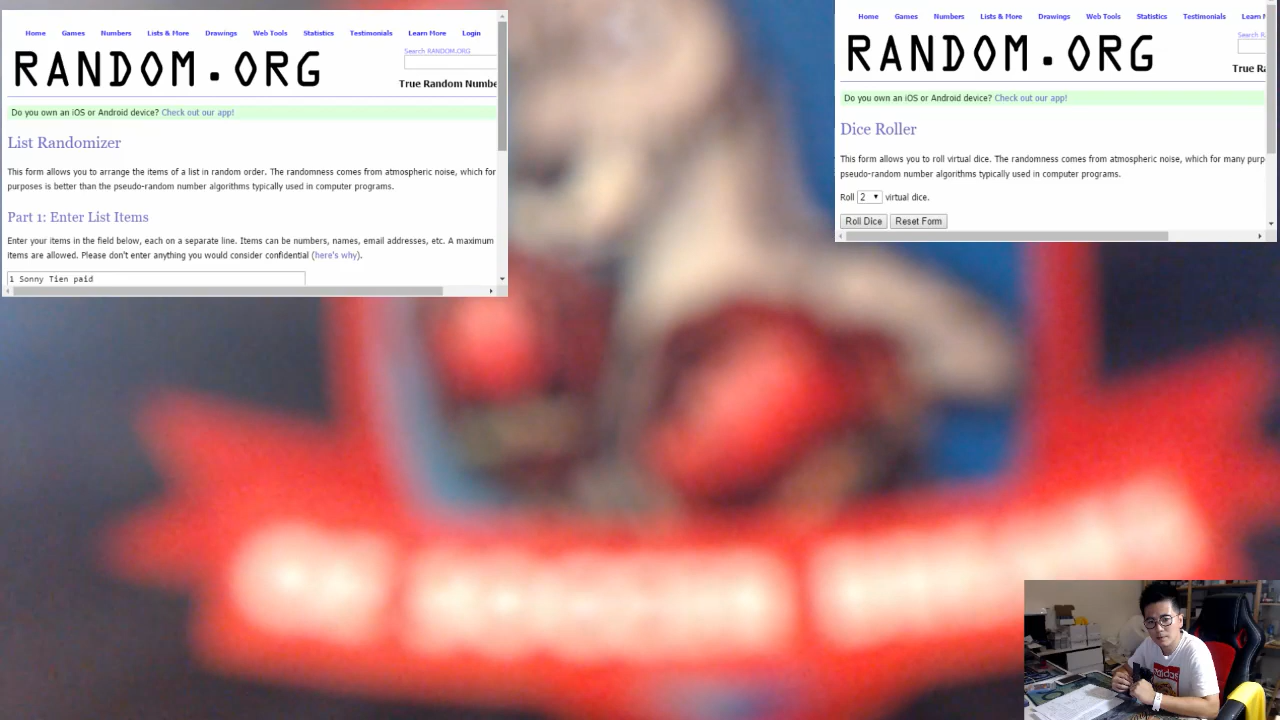 Home Games Numbers Lists & More Drawings Web Tools Statistics Testimonials Learn More Login
Search RANDOM.ORG
RANDOM.ORG
True Random Numbe
Do you own an iOS or Android device? Check out our app!
List Randomizer
This form allows you to arrange the items of a list in random order. The randomness comes from atmospheric noise, which for
purposes is better than the pseudo-random number algorithms typically used in computer programs.
Part 1: Enter List Items
Enter your items in the field below, each on a separate line. Items can be numbers, names, email addresses, etc. A maximum
items are allowed. Please don't enter anything you would consider confidential (here's why).
1 Sonny Tien paid
Home Games Numbers Lists & More Drawings Web Tools Statistics Testimonials Learn
Search
RANDOM.ORG
True Ra
Do you own an iOS or Android device? Check out our app!
Dice Roller
This form allows you to roll virtual dice. The randomness comes from atmospheric noise, which for many purp
pseudo-random number algorithms typically used in computer programs.
Roll 2 virtual dice.
Roll Dice Reset Form
adidas